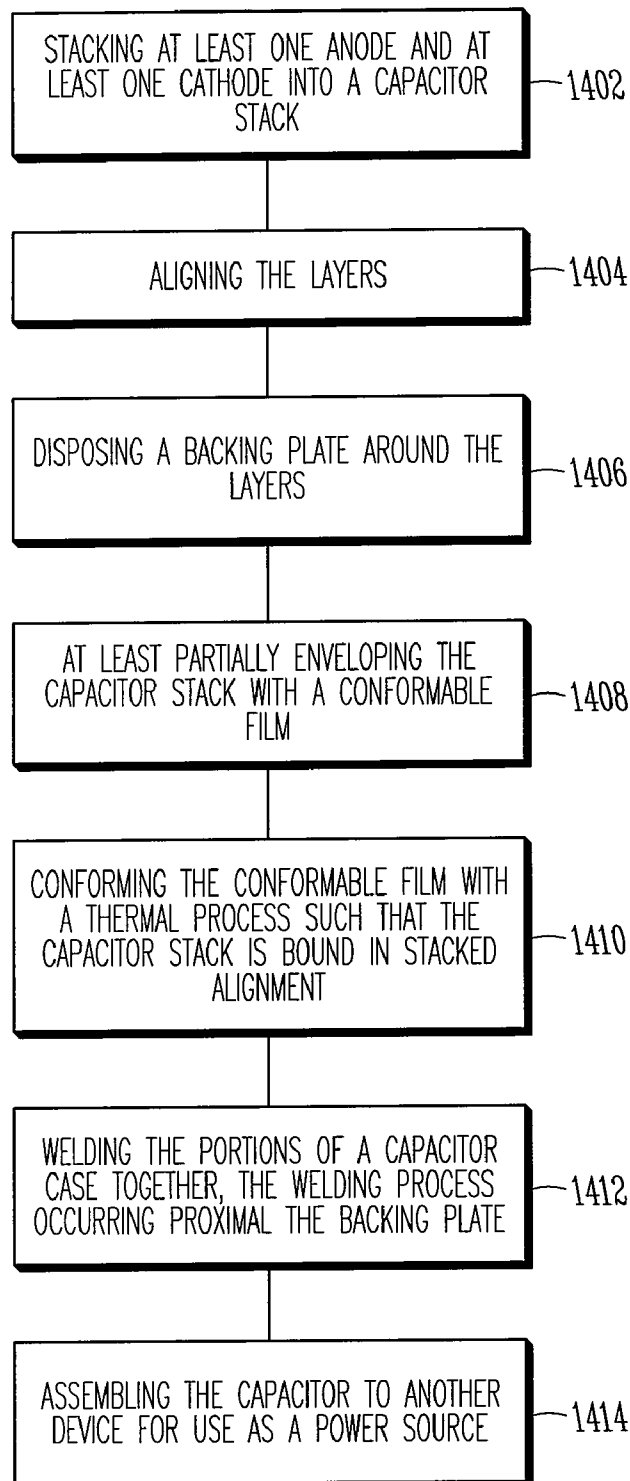 STACKING AT LEAST ONE ANODE AND AT
LEAST ONE CATHODE INTO A CAPACITOR
STACK
1402
ALIGNING THE LAYERS
1404
DISPOSING A BACKING PLATE AROUND THE
LAYERS
1406
AT LEAST PARTIALLY ENVELOPING THE
CAPACITOR STACK WITH A CONFORMABLE
FILM
1408
CONFORMING THE CONFORMABLE FILM WITH
A THERMAL PROCESS SUCH THAT THE
CAPACITOR STACK IS BOUND IN STACKED
ALIGNMENT
1410
WELDING THE PORTIONS OF A CAPACITOR
CASE TOGETHER, THE WELDING PROCESS
OCCURRING PROXIMAL THE BACKING PLATE
1412
ASSEMBLING THE CAPACITOR TO ANOTHER
DEVICE FOR USE AS A POWER SOURCE
1414